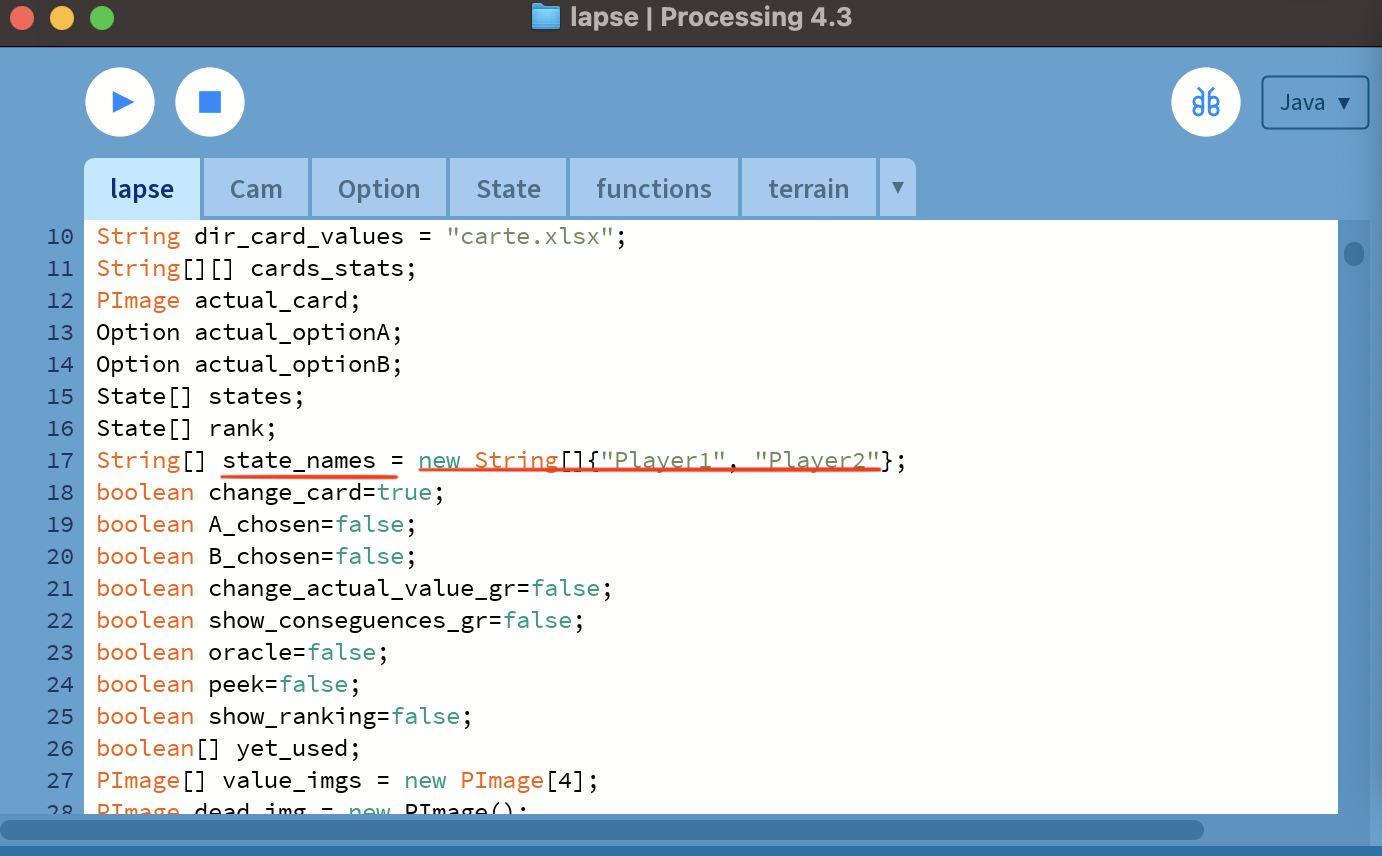 lapse | Processing 4.3
Java ▼
lapse Cam Option State functions terrain ▼
10 String dir_card_values = "carte.xlsx";
11 String[][] cards_stats;
12 PImage actual_card;
13 Option actual_optionA;
14 Option actual_optionB;
15 State[] states;
16 State[] rank;
17 String[] state_names = new String[]{"Player1", "Player2"};
18 boolean change_card=true;
19 boolean A_chosen=false;
20 boolean B_chosen=false;
21 boolean change_actual_value_gr=false;
22 boolean show_conseguences_gr=false;
23 boolean oracle=false;
24 boolean peek=false;
25 boolean show_ranking=false;
26 boolean[] yet_used;
27 PImage[] value_imgs = new PImage[4];
28 PImage dead_img = new PImage();